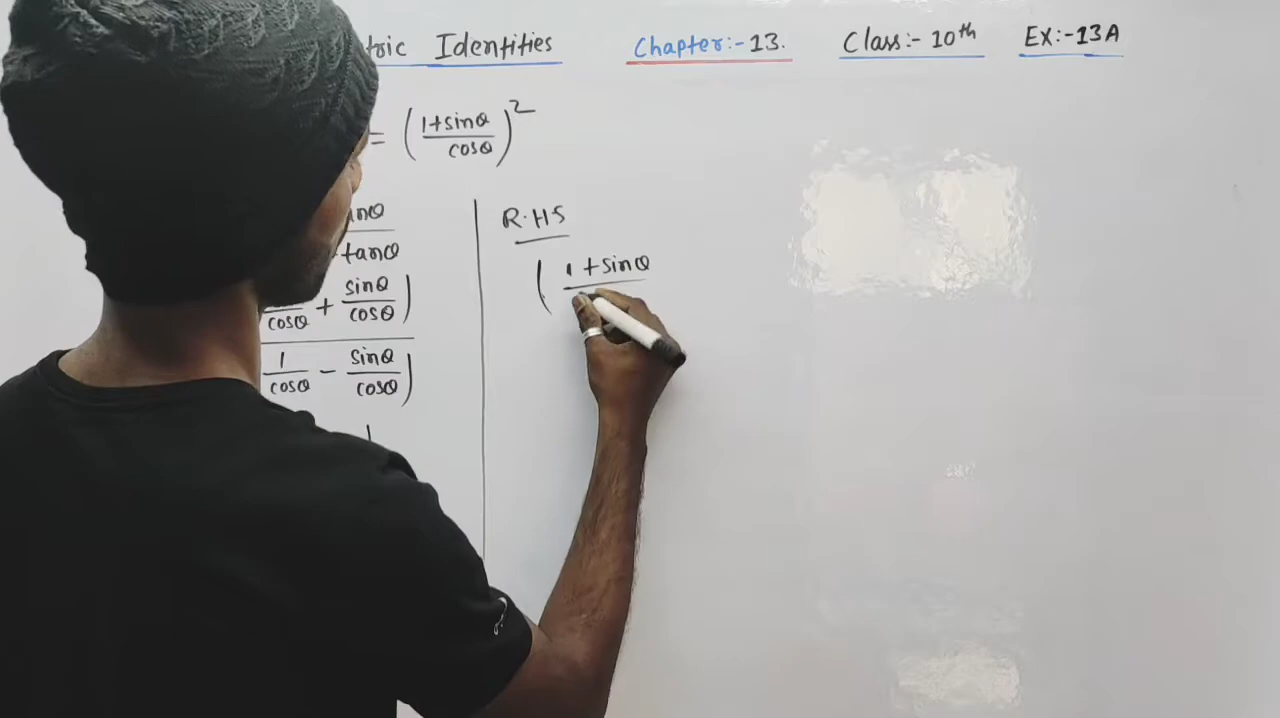 Identities Chapter:-13. Class:- 10th Ex:-13A
= (1+sinθ / cosθ)²
tanθ
cosθ + sinθ/cosθ)
1/cosθ - sinθ/cosθ)
R.H.S
(1+sinθ